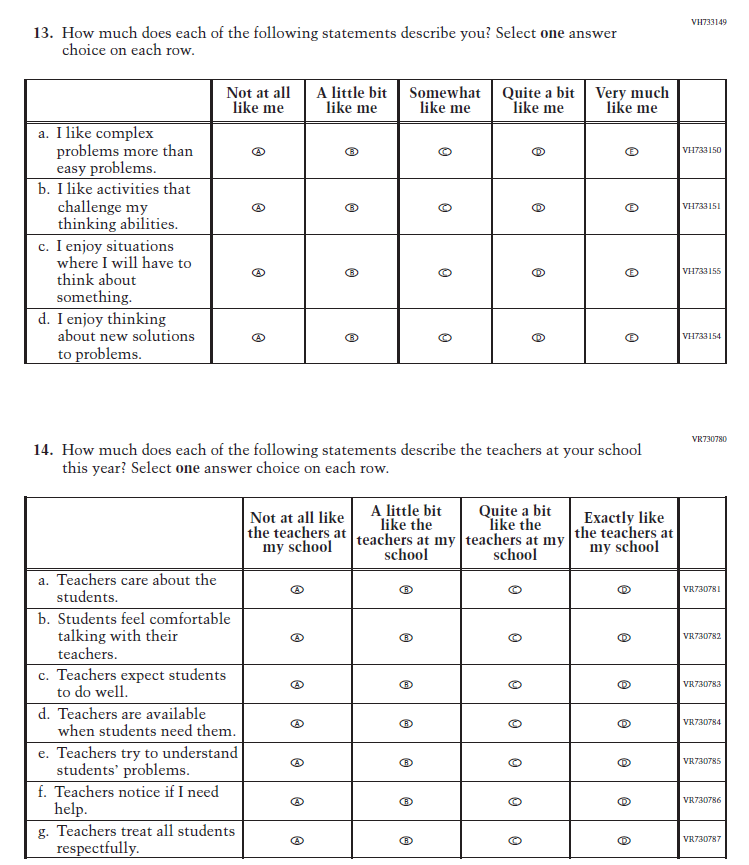 VH733149
13. How much does each of the following statements describe you? Select one answer
choice on each row.
Not at all
like me
A little bit
like me
Somewhat
like me
Quite a bit
like me
Very much
like me
a. I like complex
problems more than
easy problems.
A B C D E VH733150
b. I like activities that
challenge my
thinking abilities.
A B C D E VH733151
c. I enjoy situations
where I will have to
think about
something.
A B C D E VH733155
d. I enjoy thinking
about new solutions
to problems.
A B C D E VH733154
VR730780
14. How much does each of the following statements describe the teachers at your school
this year? Select one answer choice on each row.
Not at all like
the teachers at
my school
A little bit
like the
teachers at my
school
Quite a bit
like the
teachers at my
school
Exactly like
the teachers at
my school
a. Teachers care about the
students.
A B C D VR730781
b. Students feel comfortable
talking with their
teachers.
A B C D VR730782
c. Teachers expect students
to do well.
A B C D VR730783
d. Teachers are available
when students need them.
A B C D VR730784
e. Teachers try to understand
students’ problems.
A B C D VR730785
f. Teachers notice if I need
help.
A B C D VR730786
g. Teachers treat all students
respectfully.
A B C D VR730787